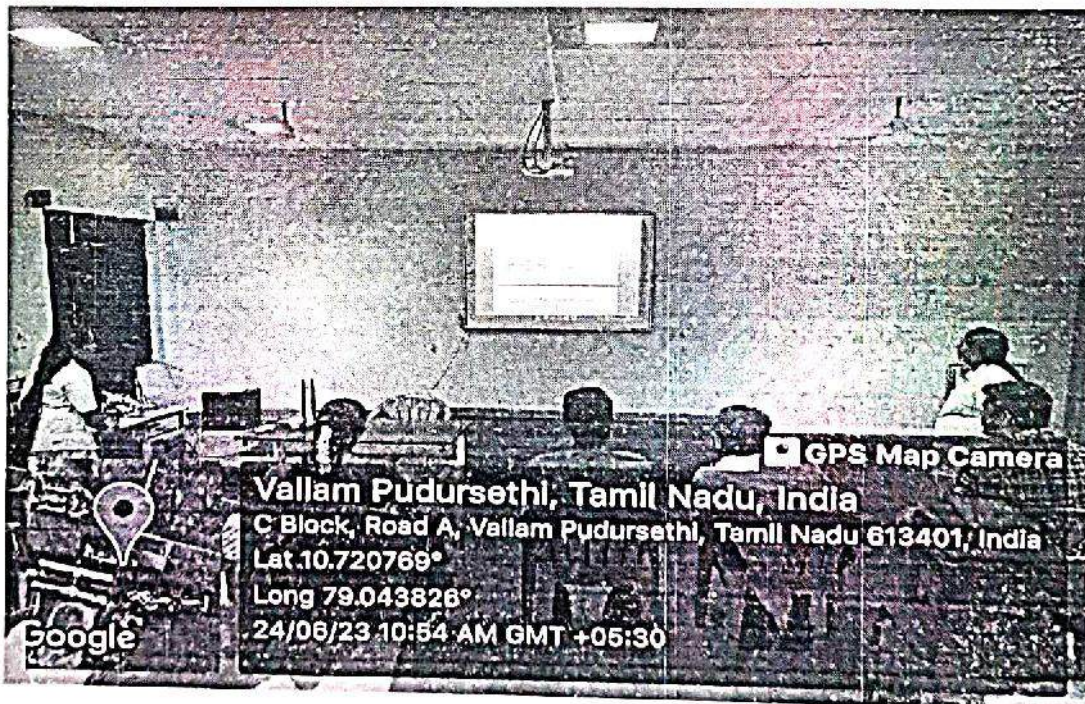 GPS Map Camera
Vallam Pudursethi, Tamil Nadu, India
C Block, Road A, Vallam Pudursethi, Tamil Nadu 613401, India
Lat 10.720769°
Long 79.043826°
24/06/23 10:54 AM GMT +05:30
Google